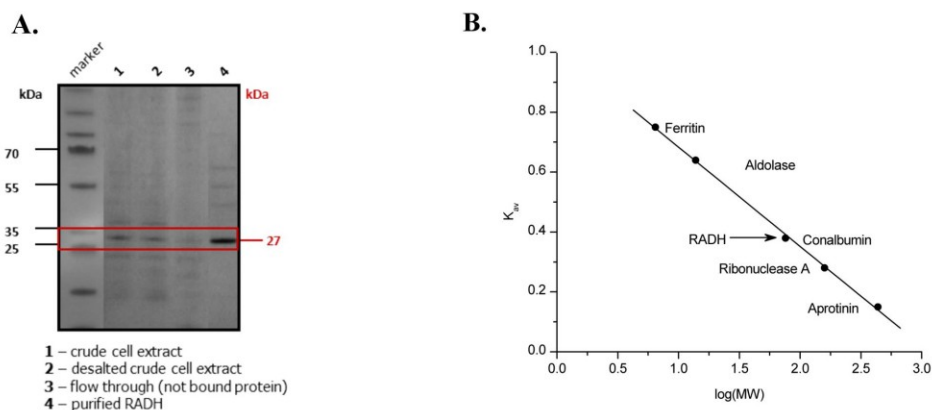 A.
marker
1
2
3
4
kDa
kDa
70
55
35
25
27
1 – crude cell extract
2 – desalted crude cell extract
3 – flow through (not bound protein)
4 – purified RADH
B.
1.0
0.8
0.6
0.4
0.2
0.0
Kav
Ferritin
Aldolase
RADH
Conalbumin
Ribonuclease A
Aprotinin
0.0 0.5 1.0 1.5 2.0 2.5 3.0
log(MW)